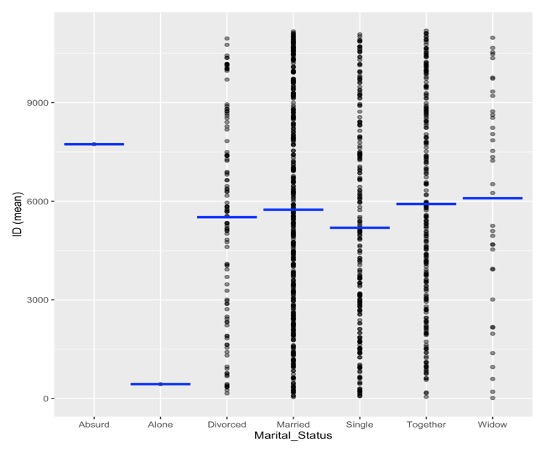 ID (mean)
9000
6000
3000
0
Absurd Alone Divorced Married Single Together Widow
Marital_Status